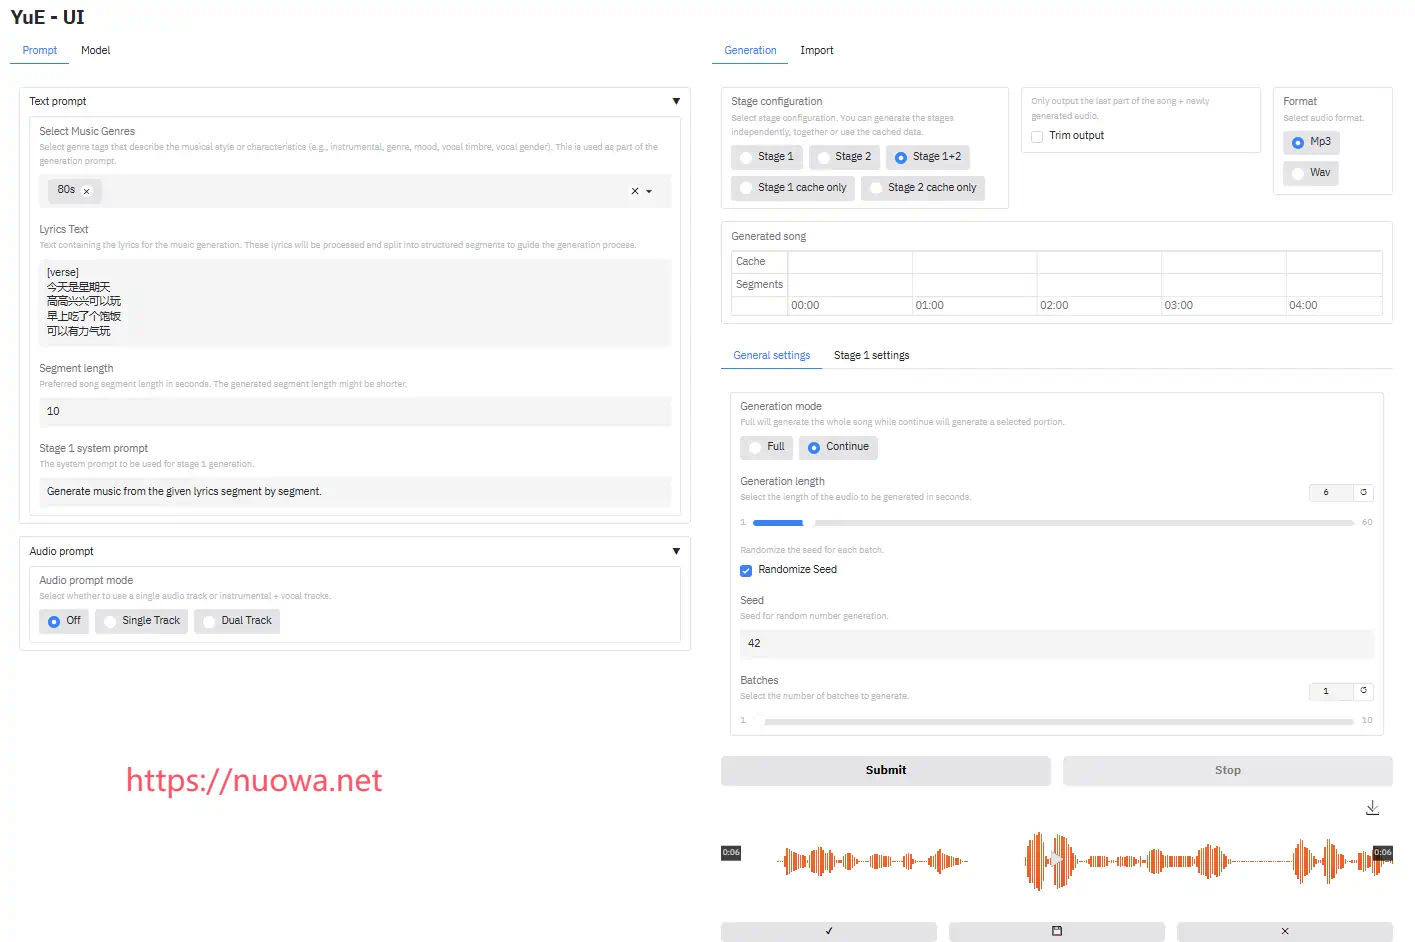 YuE - UI
Prompt Model
Text prompt
Select Music Genres
Select genre tags that describe the musical style or characteristics (e.g., instrumental, genre, mood, vocal timbre, vocal gender). This is used as part of the
generation prompt.
80s
Lyrics Text
Text containing the lyrics for the music generation. These lyrics will be processed and split into structured segments to guide the generation process.
[verse]
今天是星期天
高高兴兴可以玩
早上吃了个饱饭
可以有力气玩
Segment length
Preferred song segment length in seconds. The generated segment length might be shorter.
10
Stage 1 system prompt
The system prompt to be used for stage 1 generation.
Generate music from the given lyrics segment by segment.
Audio prompt
Audio prompt mode
Select whether to use a single audio track or instrumental + vocal tracks.
Off Single Track Dual Track
https://nuowa.net
Generation Import
Stage configuration
Select stage configuration. You can generate the stages
independently, together or use the cached data.
Stage 1 Stage 2 Stage 1+2
Stage 1 cache only Stage 2 cache only
Only output the last part of the song + newly
generated audio.
Trim output
Format
Select audio format.
Mp3
Wav
Generated song
Cache
Segments
00:00 01:00 02:00 03:00 04:00
General settings Stage 1 settings
Generation mode
Full will generate the whole song while continue will generate a selected portion.
Full Continue
Generation length
Select the length of the audio to be generated in seconds.
6
1 60
Randomize the seed for each batch.
Randomize Seed
Seed
Seed for random number generation.
42
Batches
Select the number of batches to generate.
1
1 10
Submit Stop
0:06 0:06